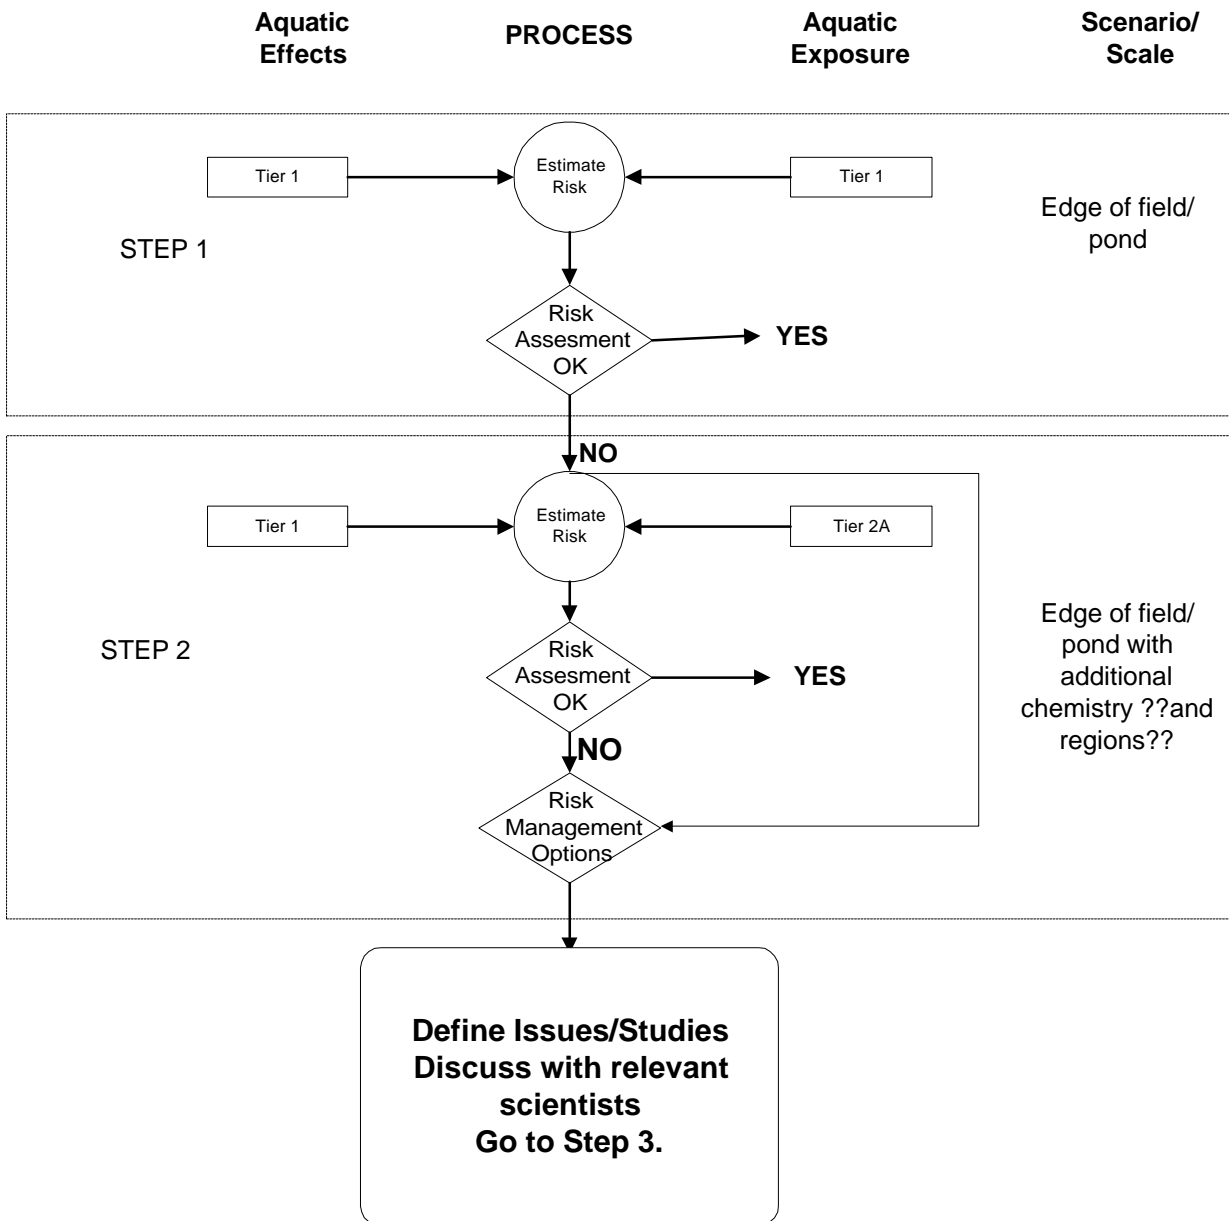 Aquatic
Effects
PROCESS
Aquatic
Exposure
Scenario/
Scale
Tier 1
Estimate
Risk
Tier 1
Edge of field/
pond
STEP 1
Risk
Assesment
OK
YES
NO
Tier 1
Estimate
Risk
Tier 2A
STEP 2
Risk
Assesment
OK
YES
Edge of field/
pond with
additional
chemistry ??and
regions??
NO
Risk
Management
Options
Define Issues/Studies
Discuss with relevant
scientists
Go to Step 3.